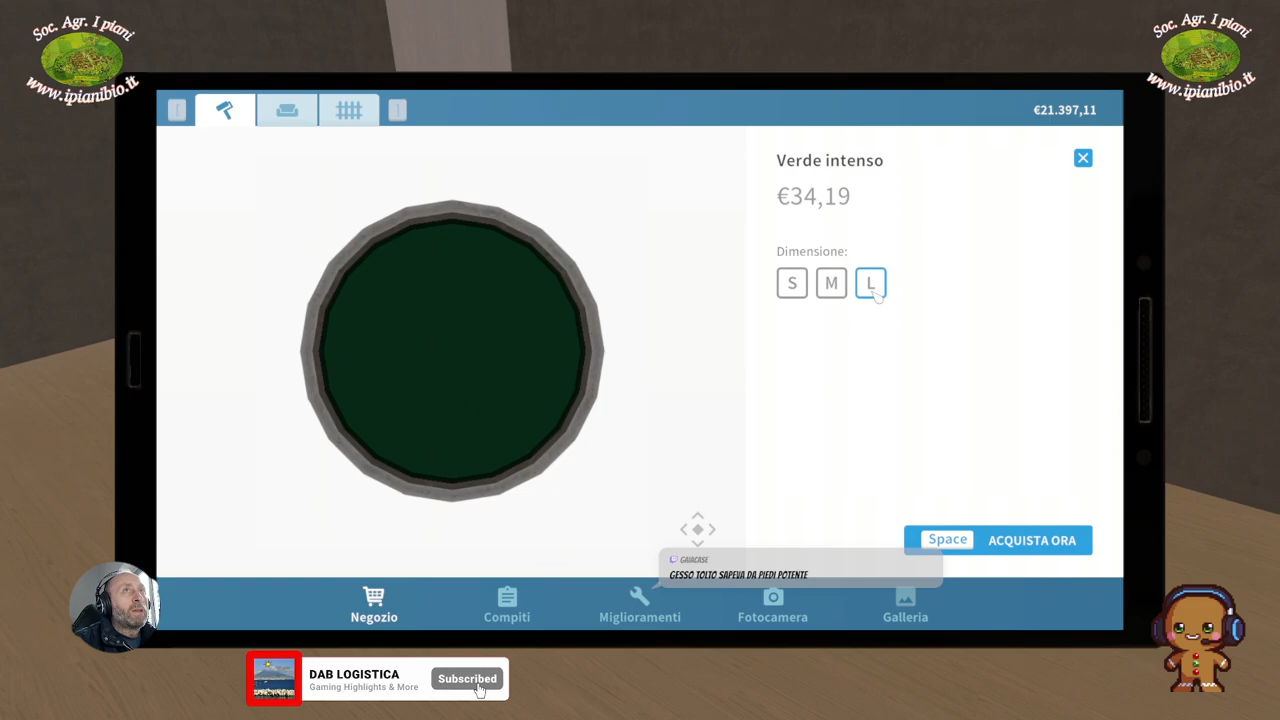 Soc. Agr. I piani
www.ipianibio.it
Soc. Agr. I piani
www.ipianibio.it
€21.397,11
Verde intenso
€34,19
Dimensione:
S M L
Space ACQUISTA ORA
GAIACASE
GESSO TOLTO SAPEVA DA PIEDI POTENTE
Negozio Compiti Miglioramenti Fotocamera Galleria
DAB LOGISTICA
Gaming Highlights & More
Subscribed